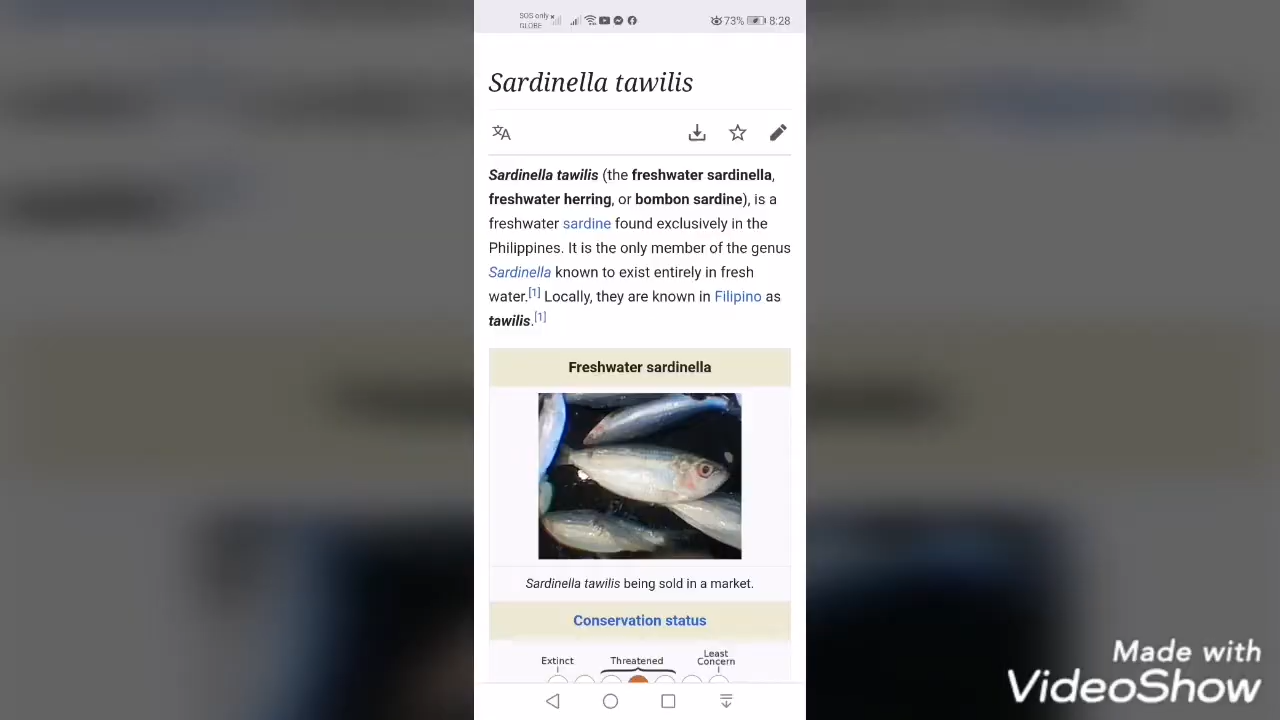 SOS only
GLOBE
73% 8:28
Sardinella tawilis
Sardinella tawilis (the freshwater sardinella,
freshwater herring, or bombon sardine), is a
freshwater sardine found exclusively in the
Philippines. It is the only member of the genus
Sardinella known to exist entirely in fresh
water.[1] Locally, they are known in Filipino as
tawilis.[1]
Freshwater sardinella
Sardinella tawilis being sold in a market.
Conservation status
Extinct
Threatened
Least
Concern
Made with
VideoShow